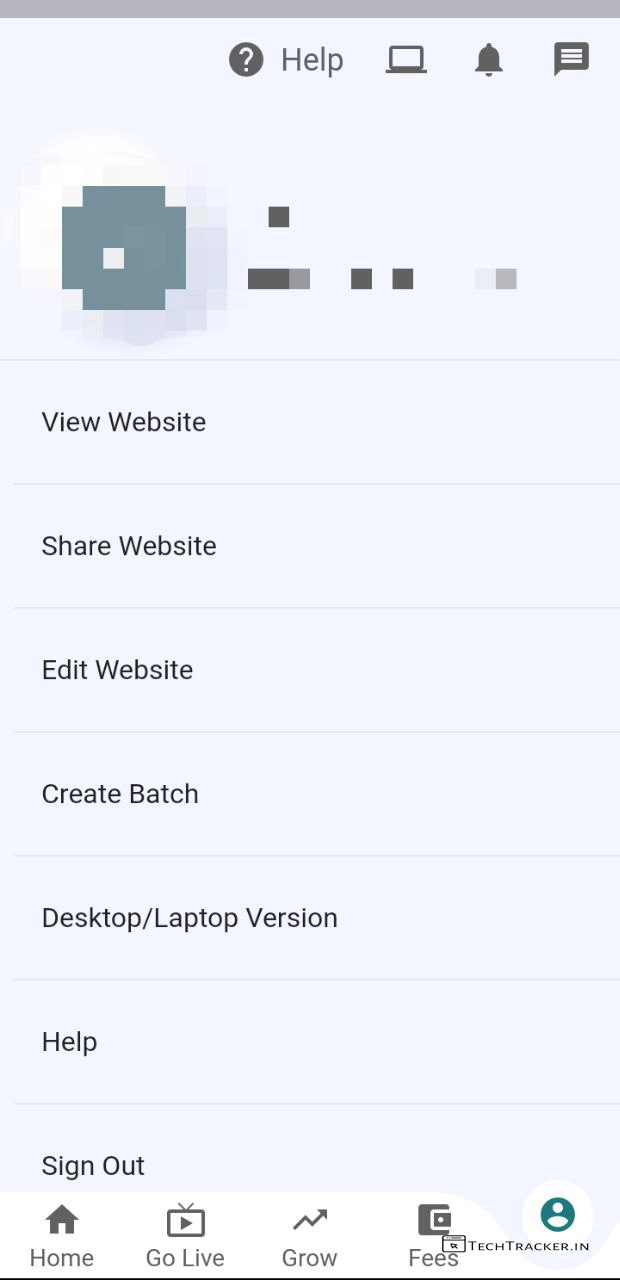 Help
View Website
Share Website
Edit Website
Create Batch
Desktop/Laptop Version
Help
Sign Out
Home Go Live Grow Fees
TECHTRACKER.IN